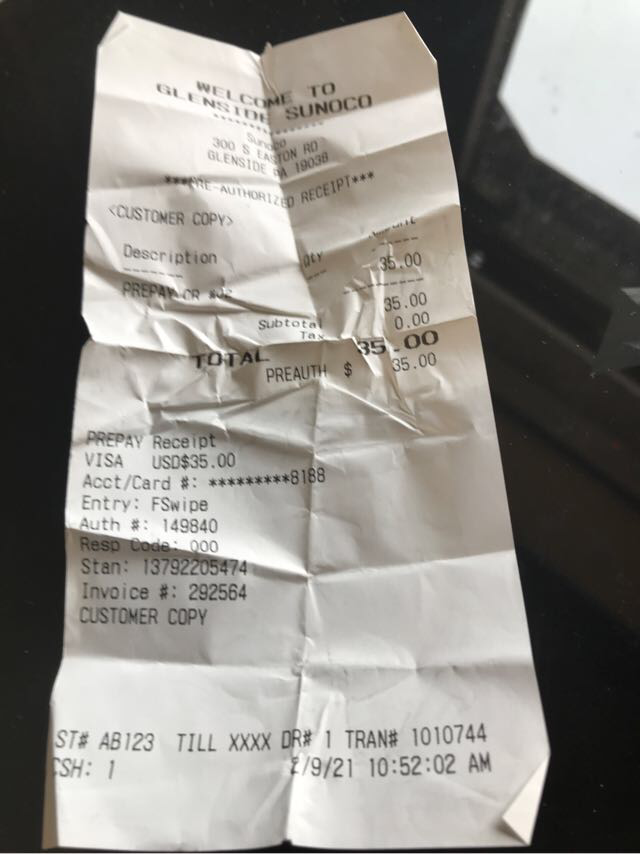 WELCOME TO
GLENSIDE SUNOCO
Sunoco
300 S EASTON RD
GLENSIDE PA 19038
***PRE-AUTHORIZED RECEIPT***
<CUSTOMER COPY>
Description Qty Amount
------- --- ------
PREPAY CR 35.00
Subtotal 35.00
Tax 0.00
TOTAL 35.00
PREAUTH $ 35.00
PREPAY Receipt
VISA USD$35.00
Acct/Card #: *********8188
Entry: FSwipe
Auth #: 149840
Resp Code: 000
Stan: 13792205474
Invoice #: 292564
CUSTOMER COPY
ST# AB123 TILL XXXX DR# 1 TRAN# 1010744
CSH: 1 2/9/21 10:52:02 AM